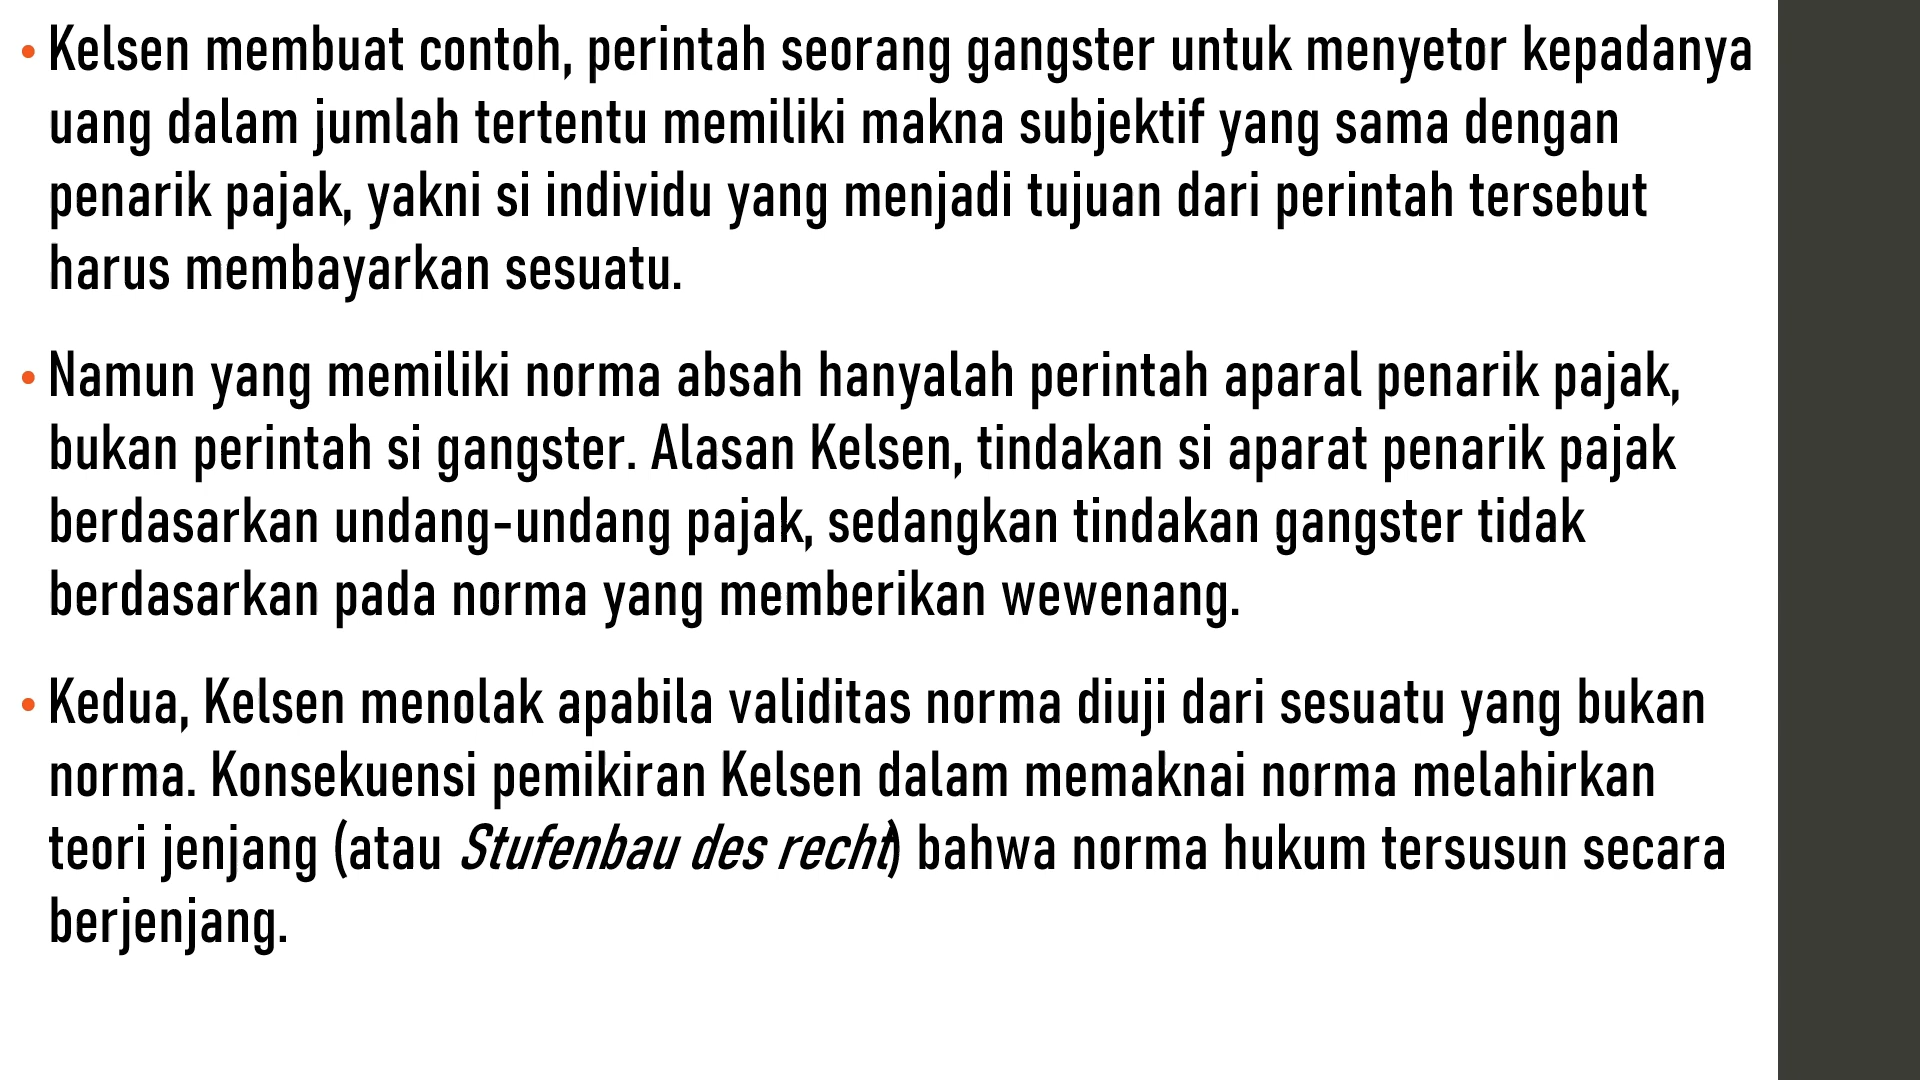 • Kelsen membuat contoh, perintah seorang gangster untuk menyetor kepadanya
uang dalam jumlah tertentu memiliki makna subjektif yang sama dengan
penarik pajak, yakni si individu yang menjadi tujuan dari perintah tersebut
harus membayarkan sesuatu.
• Namun yang memiliki norma absah hanyalah perintah aparal penarik pajak,
bukan perintah si gangster. Alasan Kelsen, tindakan si aparat penarik pajak
berdasarkan undang-undang pajak, sedangkan tindakan gangster tidak
berdasarkan pada norma yang memberikan wewenang.
• Kedua, Kelsen menolak apabila validitas norma diuji dari sesuatu yang bukan
norma. Konsekuensi pemikiran Kelsen dalam memaknai norma melahirkan
teori jenjang (atau Stufenbau des recht) bahwa norma hukum tersusun secara
berjenjang.